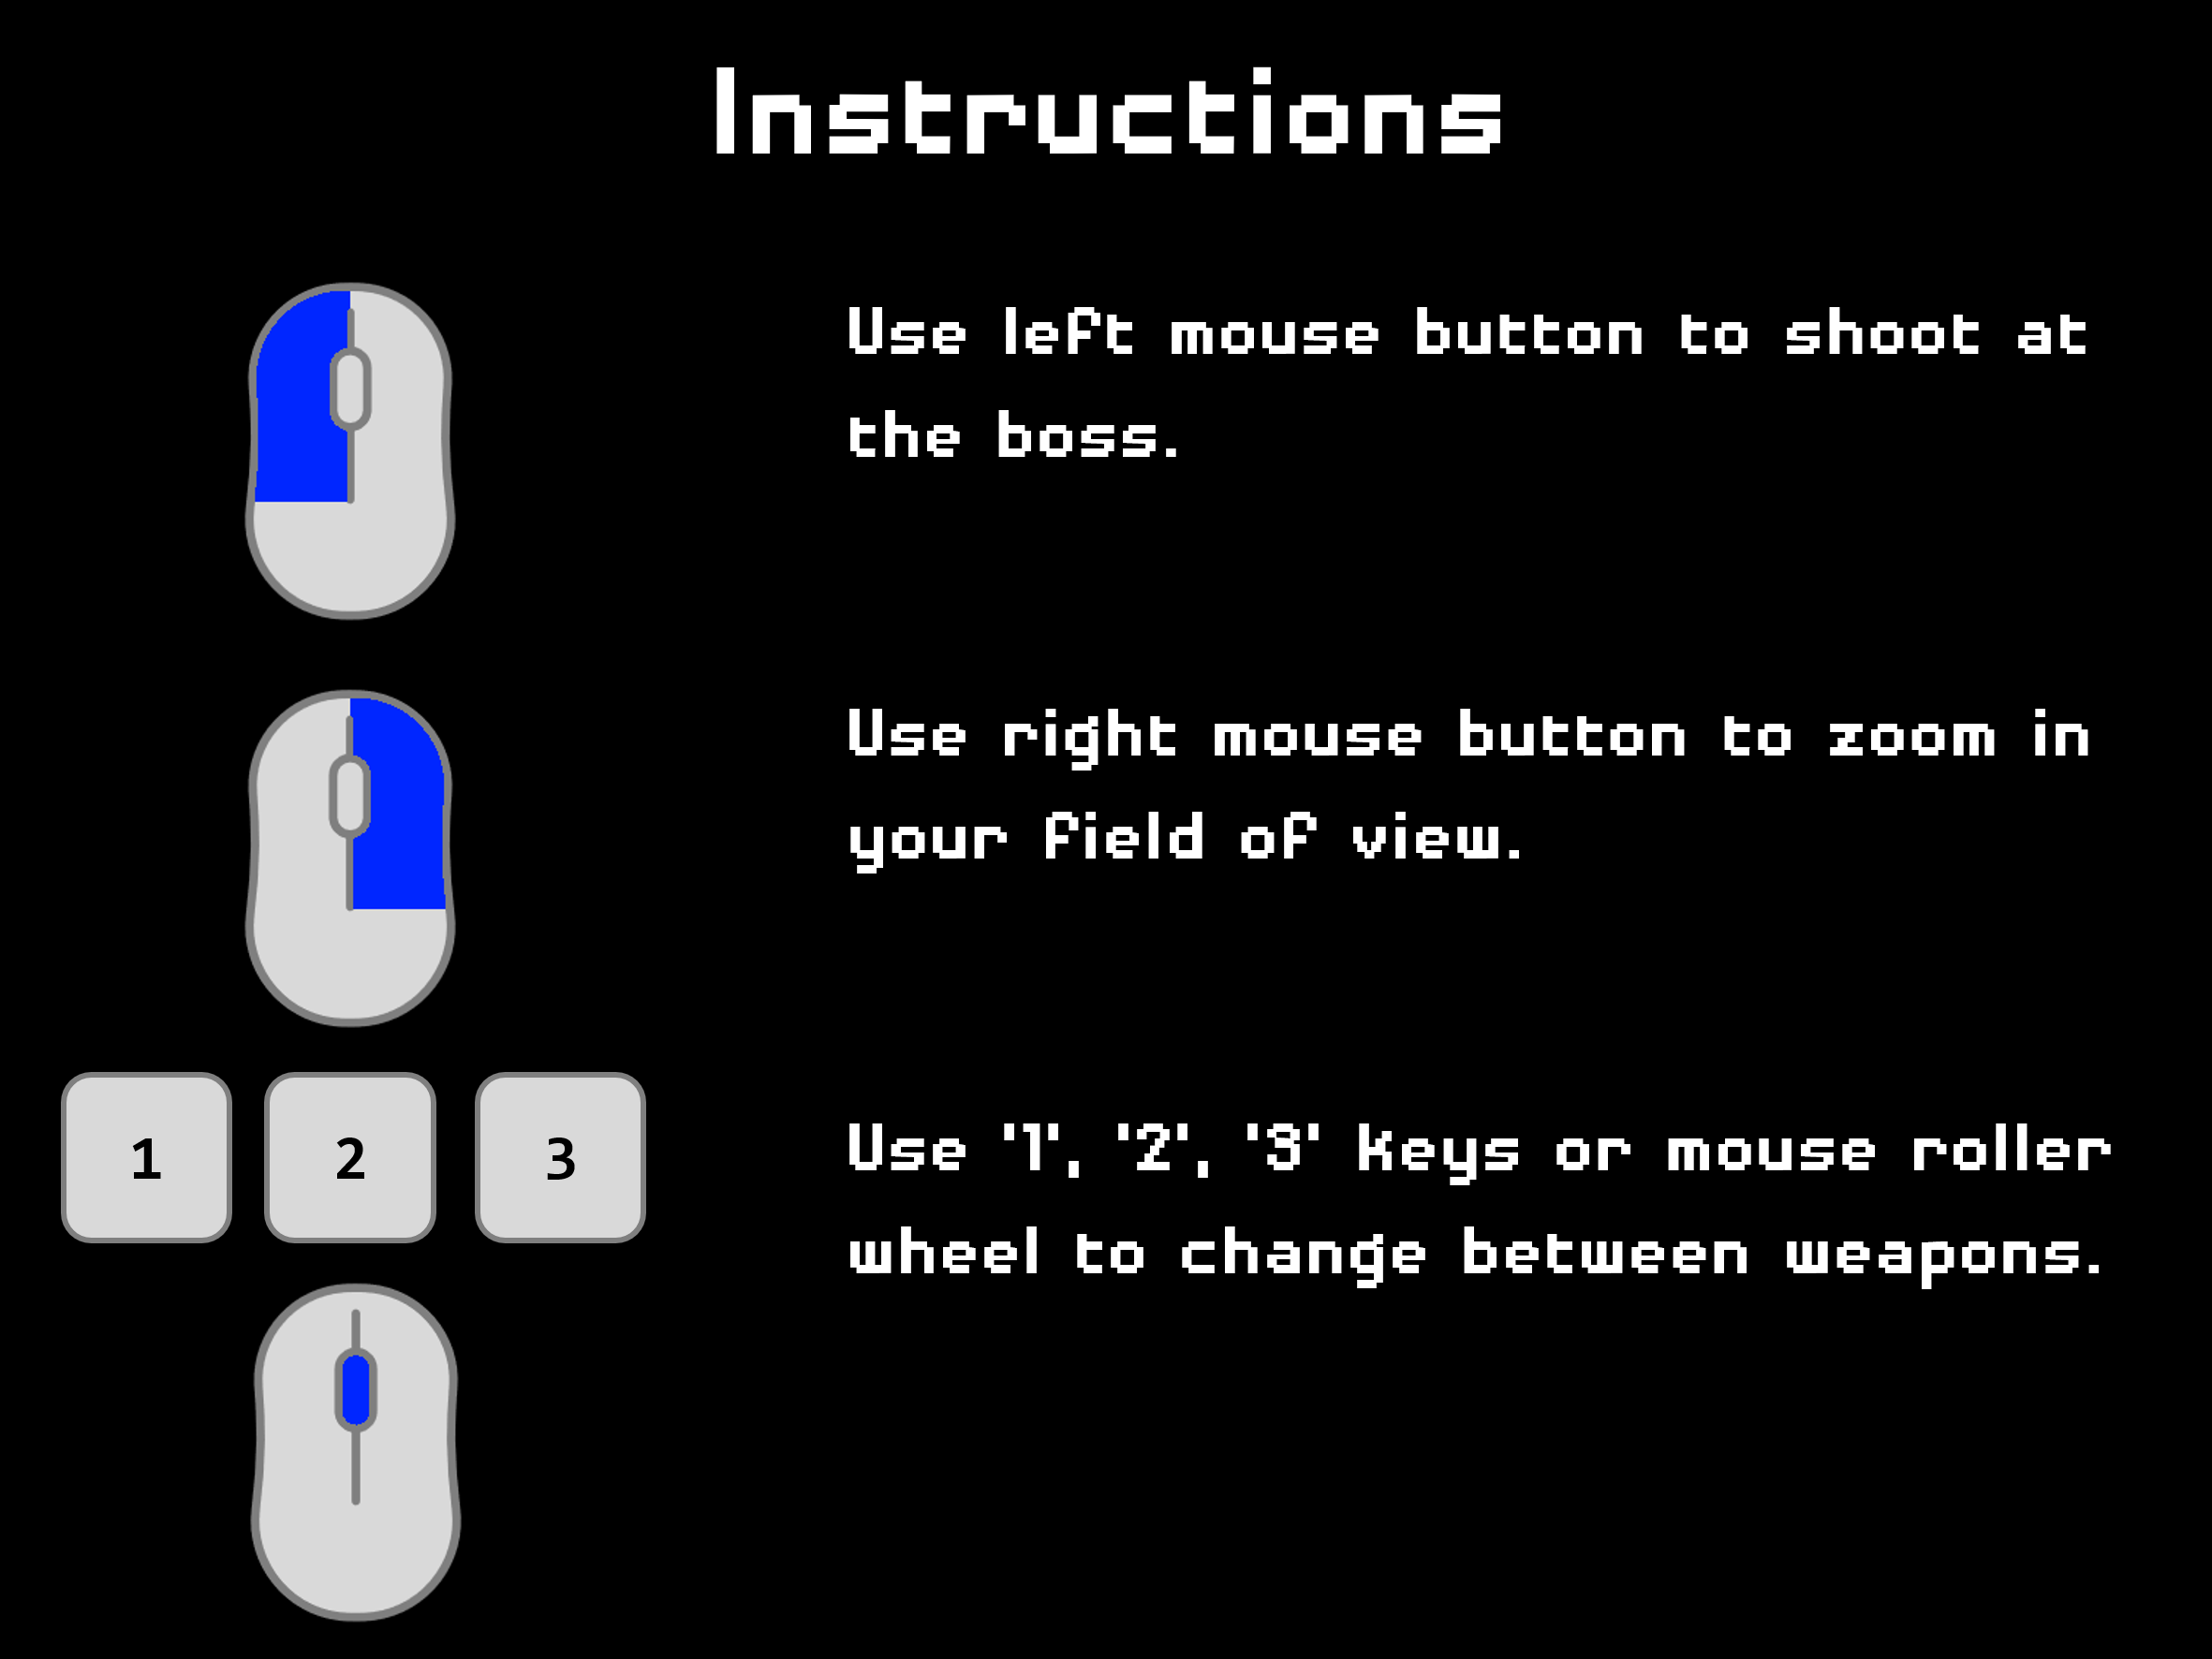 Instructions
Use left mouse button to shoot at
the boss.
Use right mouse button to zoom in
your field of view.
1 2 3
Use '1', '2', '3' keys or mouse roller
wheel to change between weapons.